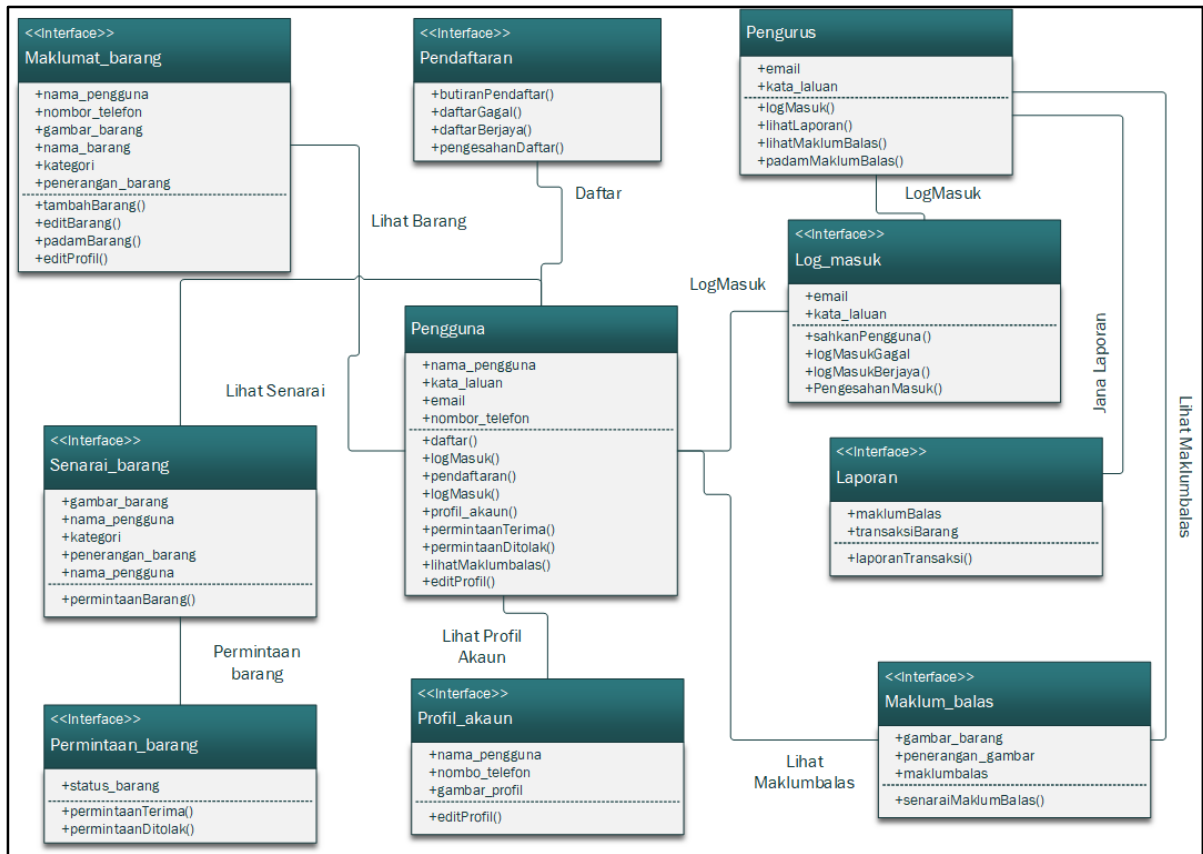 <<Interface>>
Maklumat_barang
+nama_pengguna
+nombor_telefon
+gambar_barang
+nama_barang
+kategori
+penerangan_barang
+tambahBarang()
+editBarang()
+padamBarang()
+editProfil()
<<Interface>>
Pendaftaran
+butiranPendaftar()
+daftarGagal()
+daftarBerjaya()
+pengesahanDaftar()
Pengurus
+email
+kata_laluan
+logMasuk()
+lihatLaporan()
+lihatMaklumBalas()
+padamMaklumBalas()
Daftar
Lihat Barang
LogMasuk
<<Interface>>
Log_masuk
+email
+kata_laluan
+sahkanPengguna()
+logMasukGagal
+logMasukBerjaya()
+PengesahanMasuk()
LogMasuk
Jana Laporan
Lihat Maklumbalas
Pengguna
+nama_pengguna
+kata_laluan
+email
+nombor_telefon
+daftar()
+logMasuk()
+pendaftaran()
+logMasuk()
+profil_akaun()
+permintaanTerima()
+permintaanDitolak()
+lihatMaklumbalas()
+editProfil()
Lihat Senarai
<<Interface>>
Senarai_barang
+gambar_barang
+nama_pengguna
+kategori
+penerangan_barang
+nama_pengguna
+permintaanBarang()
<<Interface>>
Laporan
+maklumBalas
+transaksiBarang
+laporanTransaksi()
Permintaan
barang
Lihat Profil
Akaun
<<Interface>>
Permintaan_barang
+status_barang
+permintaanTerima()
+permintaanDitolak()
<<Interface>>
Profil_akaun
+nama_pengguna
+nombo_telefon
+gambar_profil
+editProfil()
Lihat
Maklumbalas
<<Interface>>
Maklum_balas
+gambar_barang
+penerangan_gambar
+maklumbalas
+senaraiMaklumBalas()